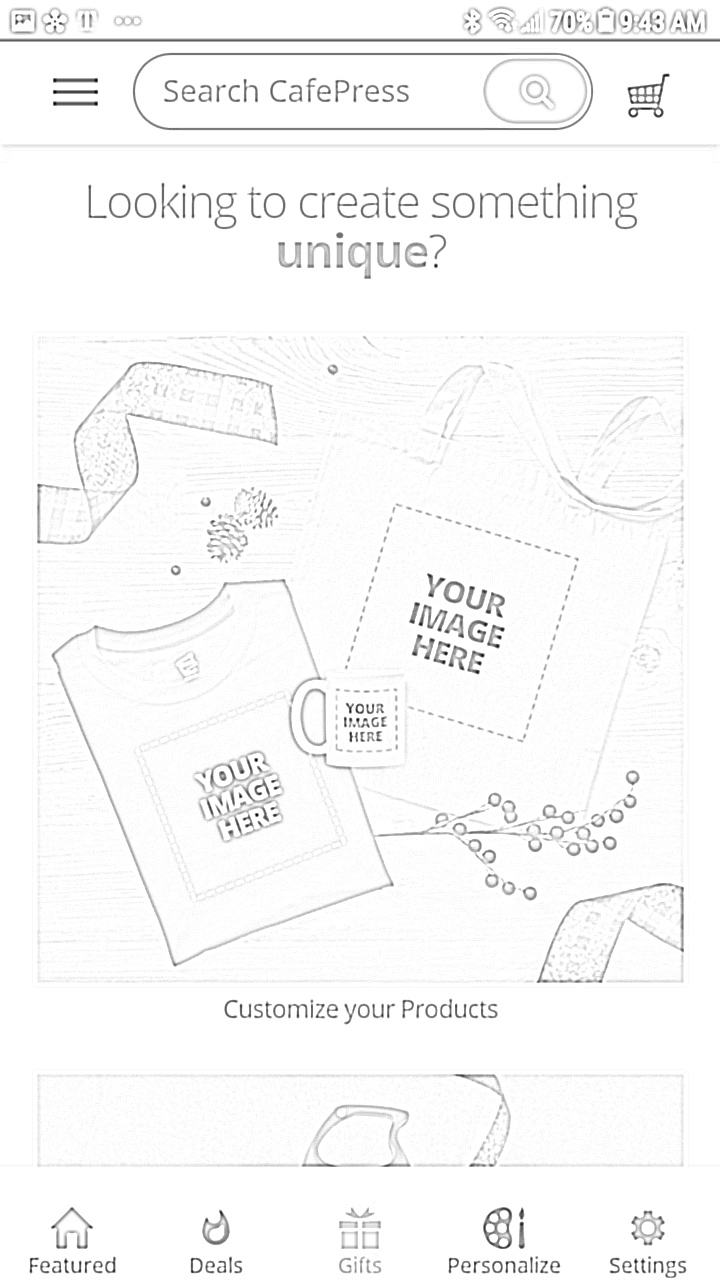 70% 9:43 AM
Search CafePress
Looking to create something
unique?
YOUR
IMAGE
HERE
YOUR
IMAGE
HERE
YOUR
IMAGE
HERE
Customize your Products
Featured Deals Gifts Personalize Settings